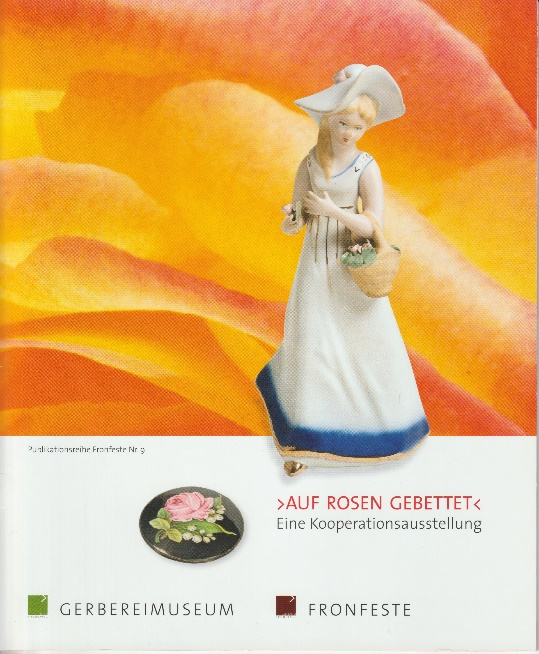 Publikationsreihe Fronfeste Nr. 9
›AUF ROSEN GEBETTET‹
Eine Kooperationsausstellung
GERBEREIMUSEUM
FRONFESTE